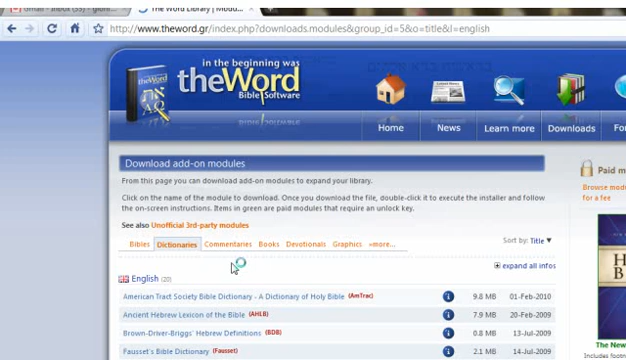 Gmail - Inbox (53) - giant...
The Word Library | Modu...
http://www.theword.gr/index.php?downloads.modules&group_id=5&o=title&l=english
in the beginning was
theWord
Bible Software
Home News Learn more Downloads
Download add-on modules
Paid m
From this page you can download add-on modules to expand your library.
Click on the name of the module to download. Once you download the file, double-click it to execute the installer and follow
the on-screen instructions. Items in green are paid modules that require an unlock key.
Browse mod
for a fee
See also Unofficial 3rd-party modules
Bibles Dictionaries Commentaries Books Devotionals Graphics »more...
Sort by: Title ▼
expand all infos
English (20)
American Tract Society Bible Dictionary - A Dictionary of Holy Bible (AmTrac) 9.8 MB 01-Feb-2010
Ancient Hebrew Lexicon of the Bible (AHLB) 7.9 MB 20-Feb-2009
Brown-Driver-Briggs' Hebrew Definitions (BDB) 0.8 MB 13-Jul-2009
Fausset's Bible Dictionary (Fausset) 2.1 MB 14-Jul-2009
The New
Includes